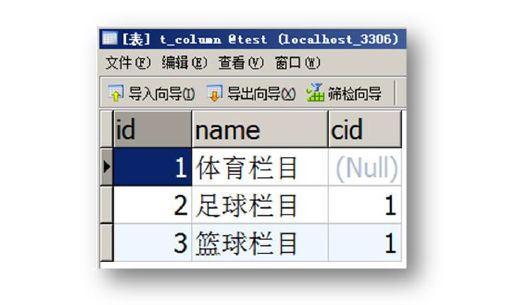 [表] t_column @test (localhost_3306)
文件(F) 编辑(E) 查看(V) 窗口(W)
导入向导(I) 导出向导(X) 筛检向导
id name cid
1 体育栏目 (Null)
2 足球栏目 1
3 篮球栏目 1